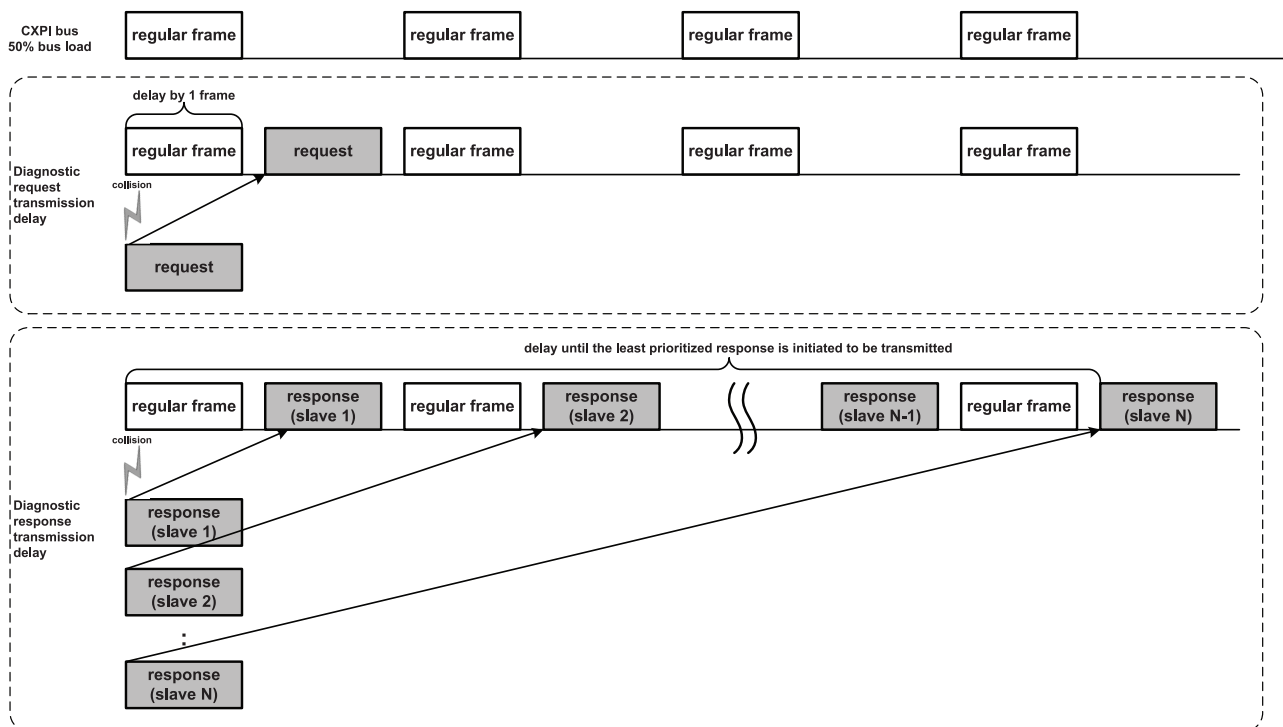 CXPI bus
50% bus load
regular frame
regular frame
regular frame
regular frame
delay by 1 frame
regular frame
request
regular frame
regular frame
regular frame
Diagnostic
request
transmission
delay
collision
request
delay until the least prioritized response is initiated to be transmitted
regular frame
response
(slave 1)
regular frame
response
(slave 2)
response
(slave N-1)
regular frame
response
(slave N)
collision
Diagnostic
response
transmission
delay
response
(slave 1)
response
(slave 2)
:
response
(slave N)